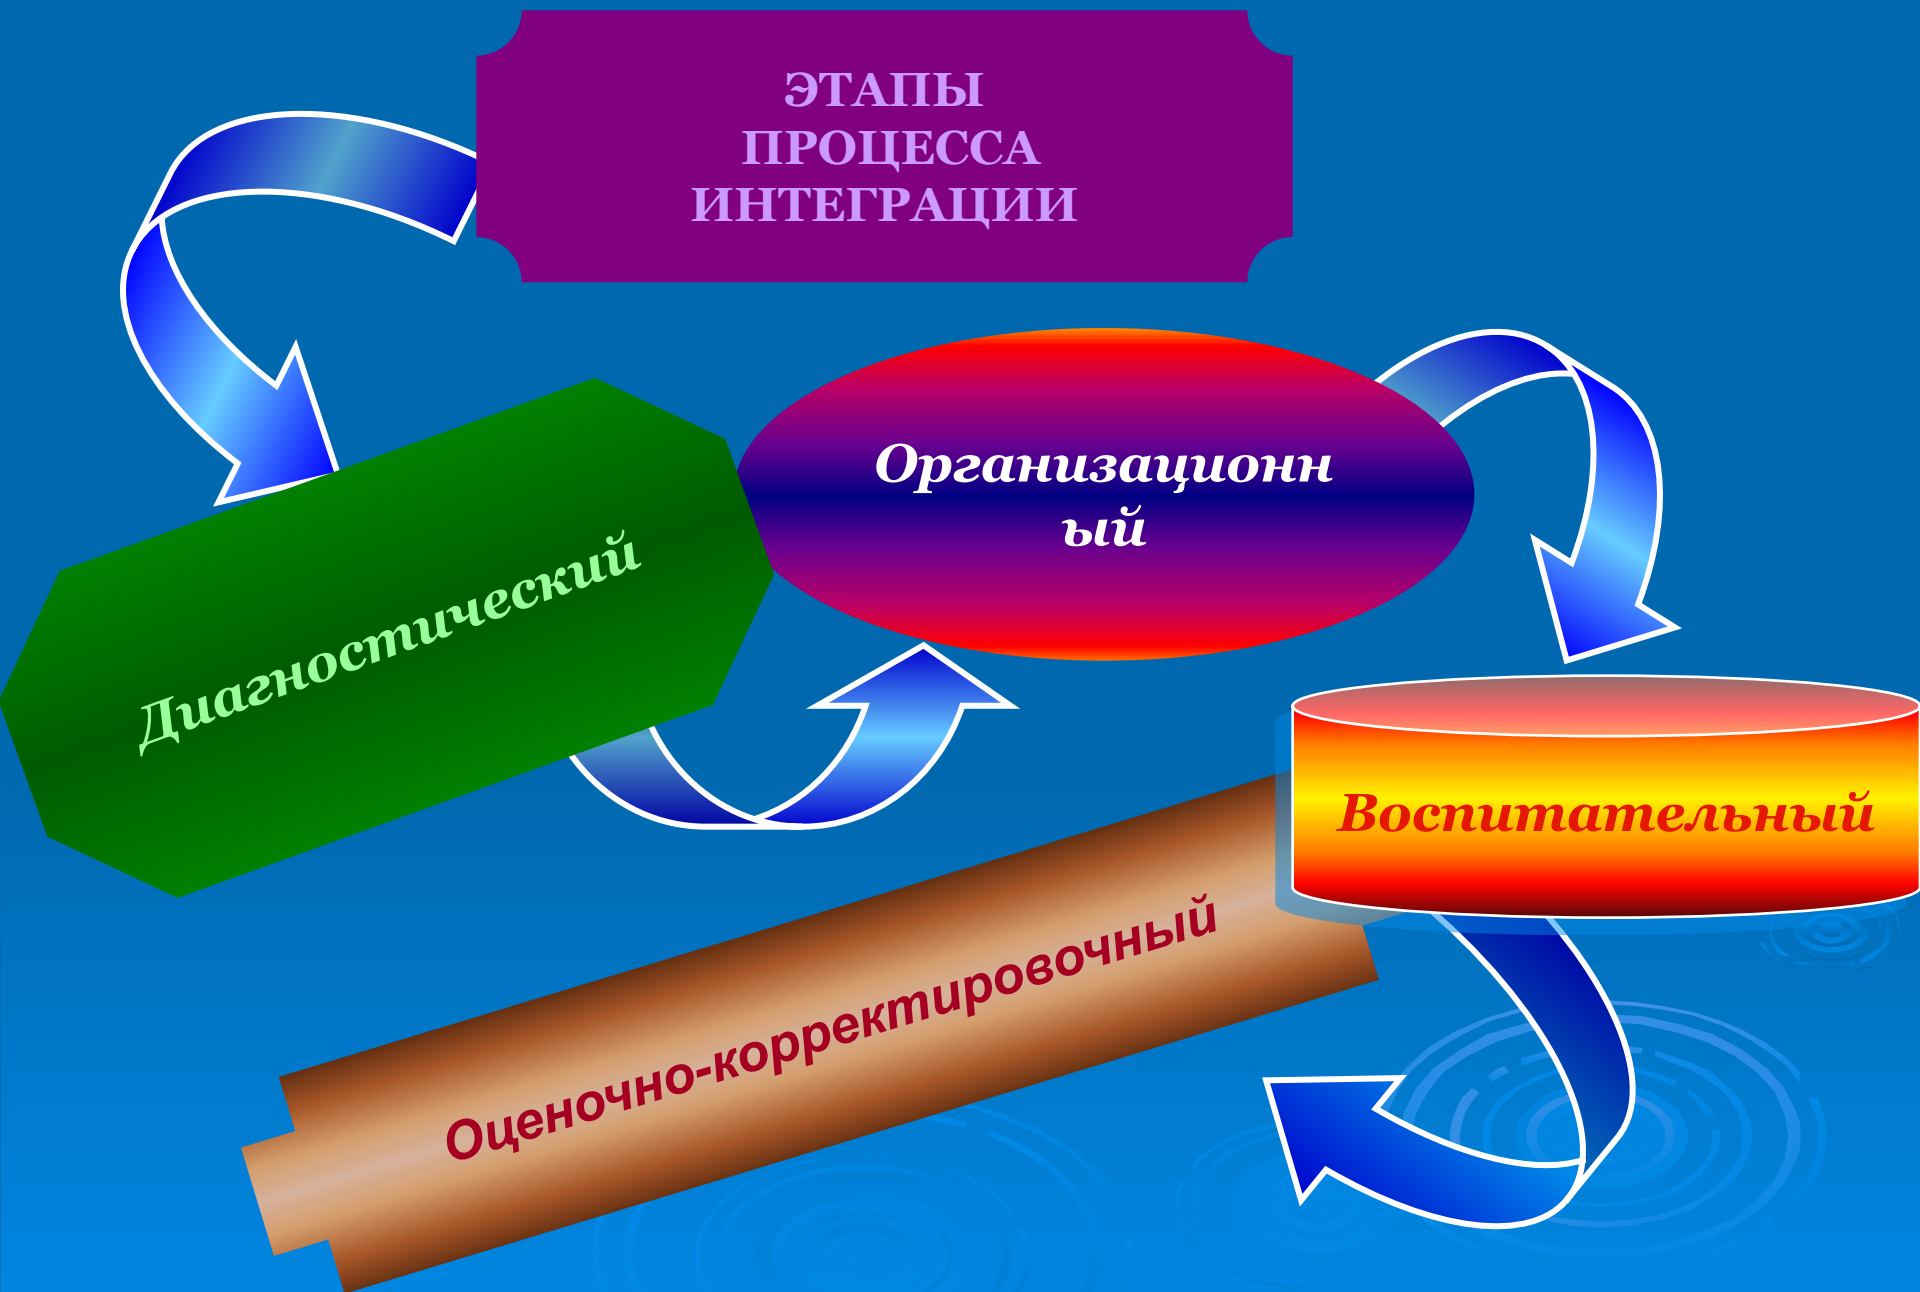 ЭТАПЫ
ПРОЦЕССА
ИНТЕГРАЦИИ
Диагностический
Организационн
ый
Воспитательный
Оценочно-корректировочный